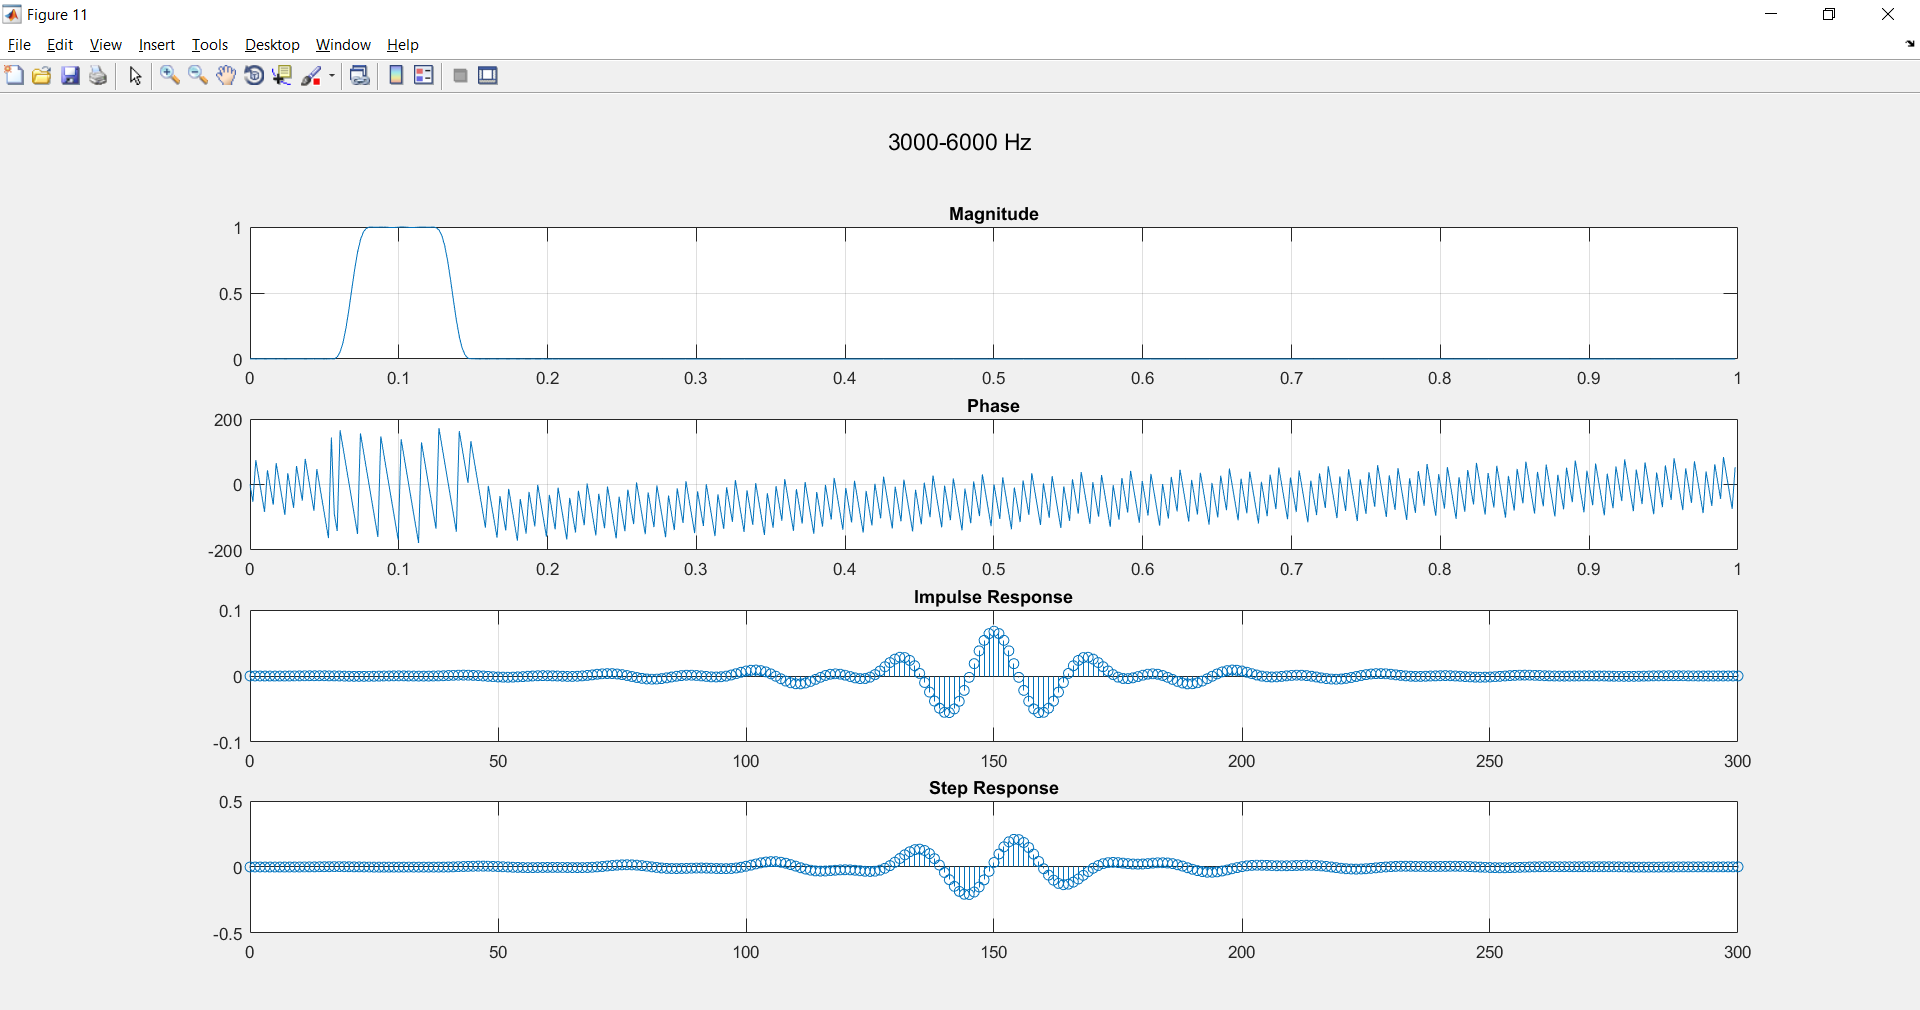 Figure 11
File Edit View Insert Tools Desktop Window Help
3000-6000 Hz
Magnitude
1
0.5
0
0 0.1 0.2 0.3 0.4 0.5 0.6 0.7 0.8 0.9 1
Phase
200
0
-200
0 0.1 0.2 0.3 0.4 0.5 0.6 0.7 0.8 0.9 1
Impulse Response
0.1
0
-0.1
0 50 100 150 200 250 300
Step Response
0.5
0
-0.5
0 50 100 150 200 250 300